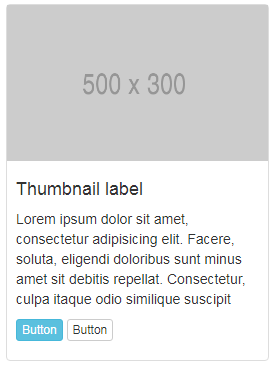 500 x 300
Thumbnail label
Lorem ipsum dolor sit amet,
consectetur adipisicing elit. Facere,
soluta, eligendi doloribus sunt minus
amet sit debitis repellat. Consectetur,
culpa itaque odio similique suscipit
Button Button